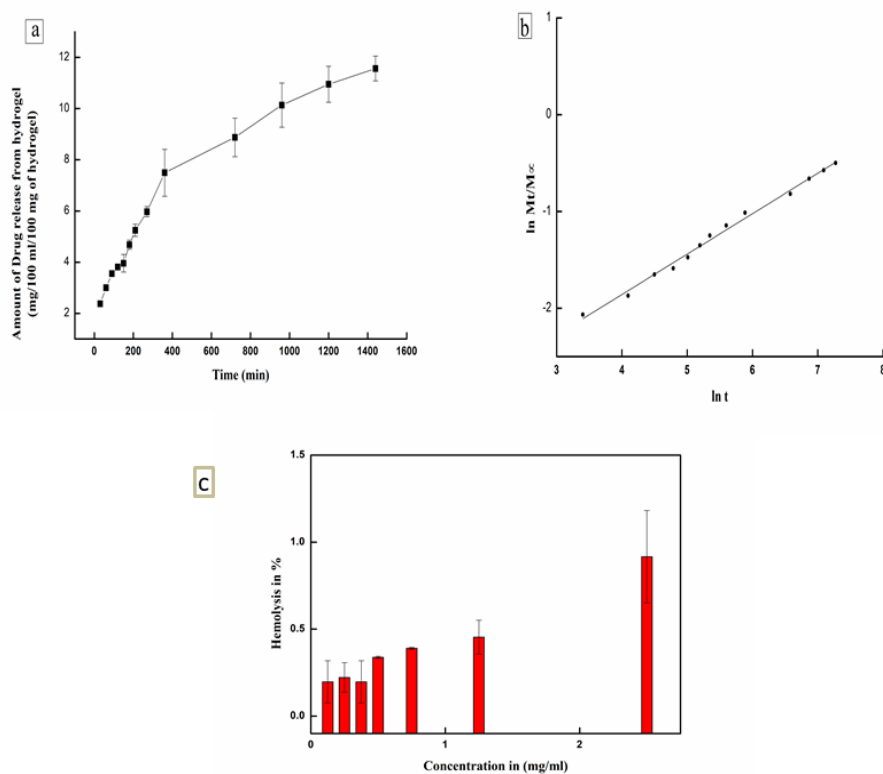 a
Amount of Drug release from hydrogel
(mg/100 ml/100 mg of hydrogel)
12
10
8
6
4
2
0 200 400 600 800 1000 1200 1400 1600
Time (min)
b
ln Mt/M∝
1
0
-1
-2
3 4 5 6 7 8
ln t
c
Hemolysis in %
1.5
1.0
0.5
0.0
0 1 2
Concentration in (mg/ml)